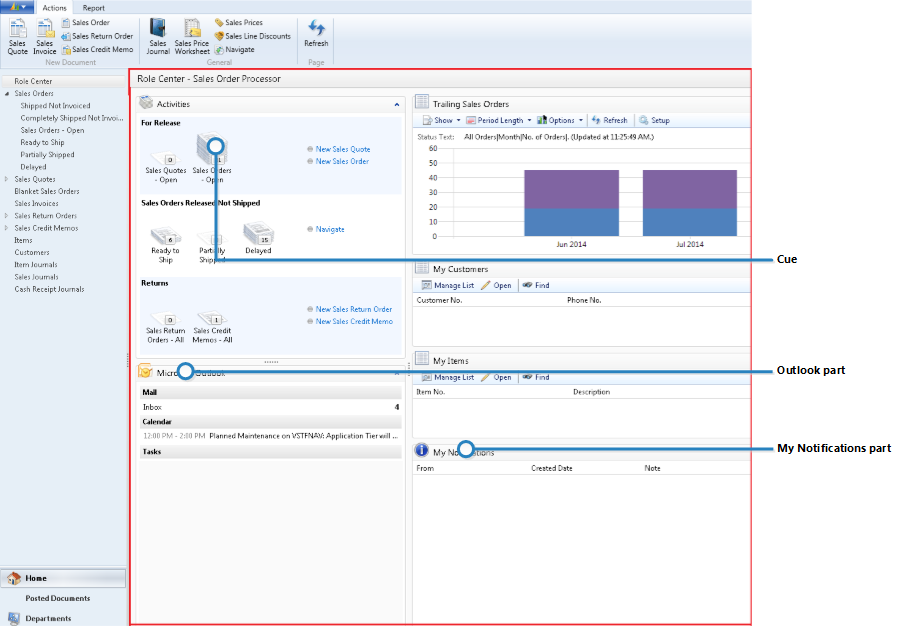 Actions Report
Sales Quote
Sales Invoice
Sales Order
Sales Return Order
Sales Credit Memo
New Document
Sales Journal
Sales Price Worksheet
Sales Prices
Sales Line Discounts
Navigate
General
Refresh
Page
Role Center
Sales Orders
Shipped Not Invoiced
Completely Shipped Not Invoi...
Sales Orders - Open
Ready to Ship
Partially Shipped
Delayed
Sales Quotes
Blanket Sales Orders
Sales Invoices
Sales Return Orders
Sales Credit Memos
Items
Customers
Item Journals
Sales Journals
Cash Receipt Journals
Home
Posted Documents
Departments
Role Center - Sales Order Processor
Activities
For Release
0
Sales Quotes - Open
1
Sales Orders - Open
New Sales Quote
New Sales Order
Sales Orders Released Not Shipped
6
Ready to Ship
Partially Shipped
15
Delayed
Navigate
Returns
0
Sales Return Orders - All
1
Sales Credit Memos - All
New Sales Return Order
New Sales Credit Memo
Outlook
Mail
Inbox 4
Calendar
12:00 PM - 2:00 PM Planned Maintenance on VSTFNAV: Application Tier will ...
Tasks
Trailing Sales Orders
Show Period Length Options Refresh Setup
Status Text: All Orders|Month|No. of Orders|. (Updated at 11:25:49 AM.)
60
50
40
30
20
10
0
Jun 2014 Jul 2014
My Customers
Manage List Open Find
Customer No. Phone No.
My Items
Manage List Open Find
Item No. Description
My Notifications
From Created Date Note
Cue
Outlook part
My Notifications part